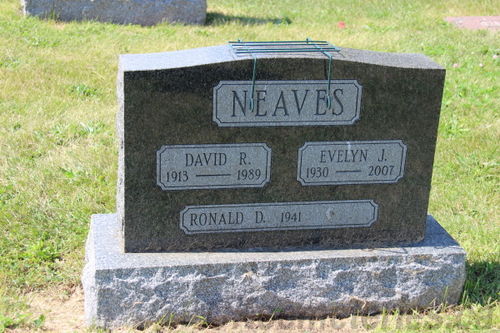 NEAVES
DAVID R.
1913 — 1989
EVELYN J.
1930 — 2007
RONALD D. 1941